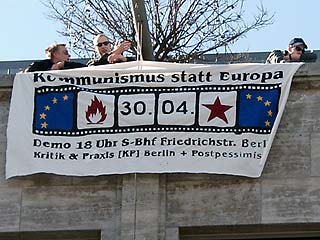 Kommunismus statt Europa
30. 04.
Demo 18 Uhr S-Bhf Friedrichstr. Berl
Kritik & Praxis [KP] Berlin + Postpessimis